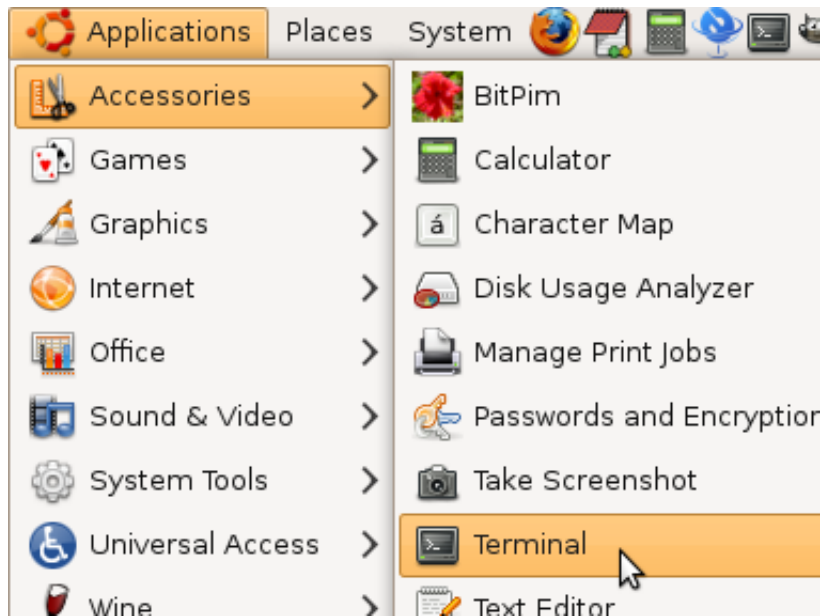 Applications Places System
Accessories
Games
Graphics
Internet
Office
Sound & Video
System Tools
Universal Access
Wine
BitPim
Calculator
á Character Map
Disk Usage Analyzer
Manage Print Jobs
Passwords and Encryption
Take Screenshot
Terminal
Text Editor